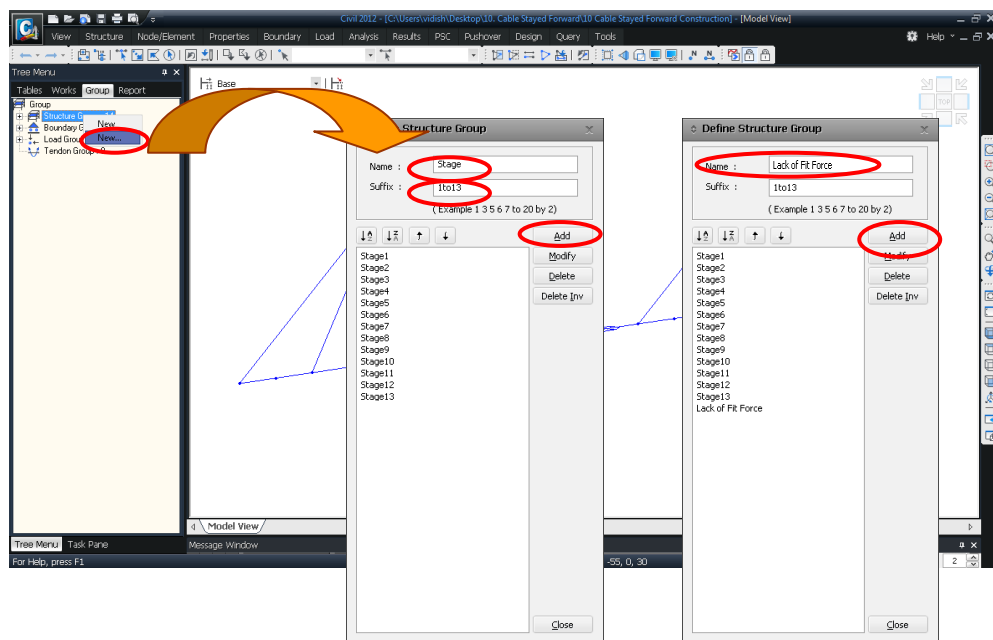 Civil 2012 - [C:\Users\vidish\Desktop\10. Cable Stayed Forward\10 Cable Stayed Forward Construction] - [Model View]
View Structure Node/Element Properties Boundary Load Analysis Results PSC Pushover Design Query Tools Help
Tree Menu
Tables Works Group Report
Group
Structure G
Boundary G
Load Grou
Tendon Group : 0
New
New...
Base
TOP
Structure Group
Name :
Stage
Suffix :
1to13
( Example 1 3 5 6 7 to 20 by 2)
Add
Modify
Delete
Delete Inv
Stage1
Stage2
Stage3
Stage4
Stage5
Stage6
Stage7
Stage8
Stage9
Stage10
Stage11
Stage12
Stage13
Close
Define Structure Group
Name :
Lack of Fit Force
Suffix :
1to13
( Example 1 3 5 6 7 to 20 by 2)
Add
Modify
Delete
Delete Inv
Stage1
Stage2
Stage3
Stage4
Stage5
Stage6
Stage7
Stage8
Stage9
Stage10
Stage11
Stage12
Stage13
Lack of Fit Force
Close
Model View
Tree Menu Task Pane
Message Window
For Help, press F1
-55, 0, 30
2